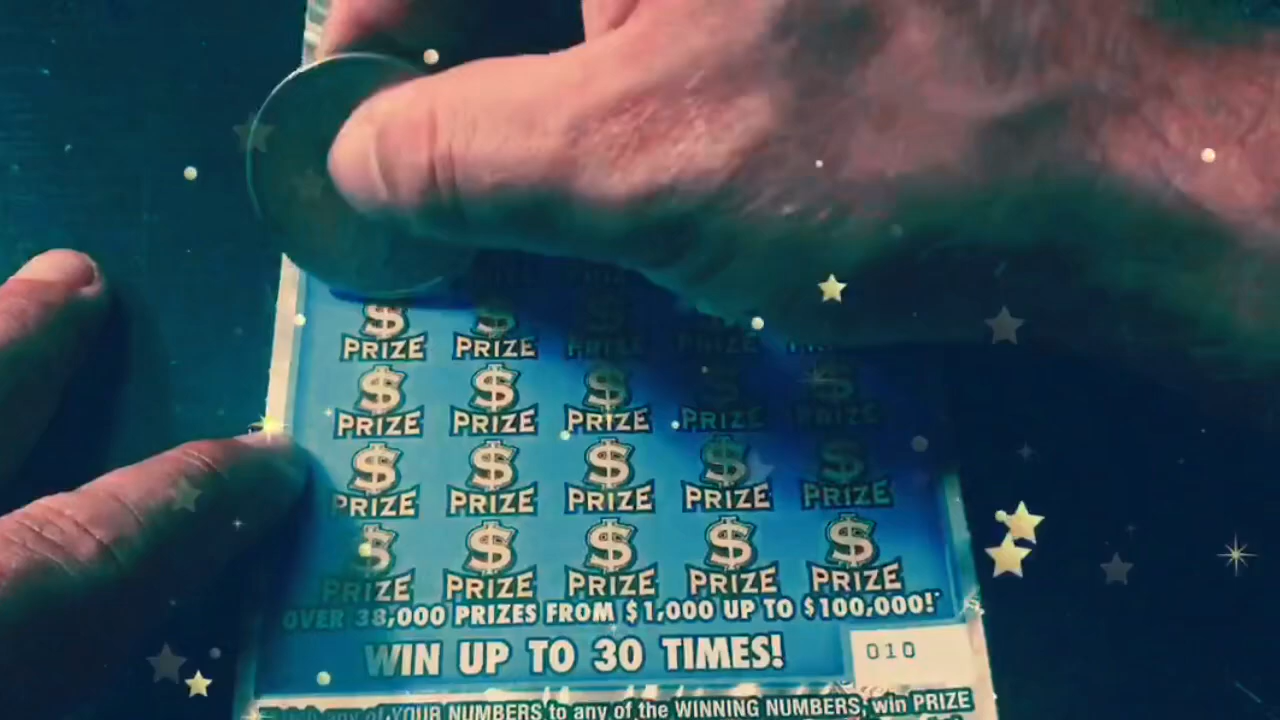 $ $ $
PRIZE PRIZE PRIZE PRIZE
$ $ $ $ $
PRIZE PRIZE PRIZE PRIZE PRIZE
$ $ $ $ $
PRIZE PRIZE PRIZE PRIZE PRIZE
$ $ $ $ $
PRIZE PRIZE PRIZE PRIZE PRIZE
OVER 38,000 PRIZES FROM $1,000 UP TO $100,000!*
WIN UP TO 30 TIMES!
010
any of YOUR NUMBERS to any of the WINNING NUMBERS, win PRIZE